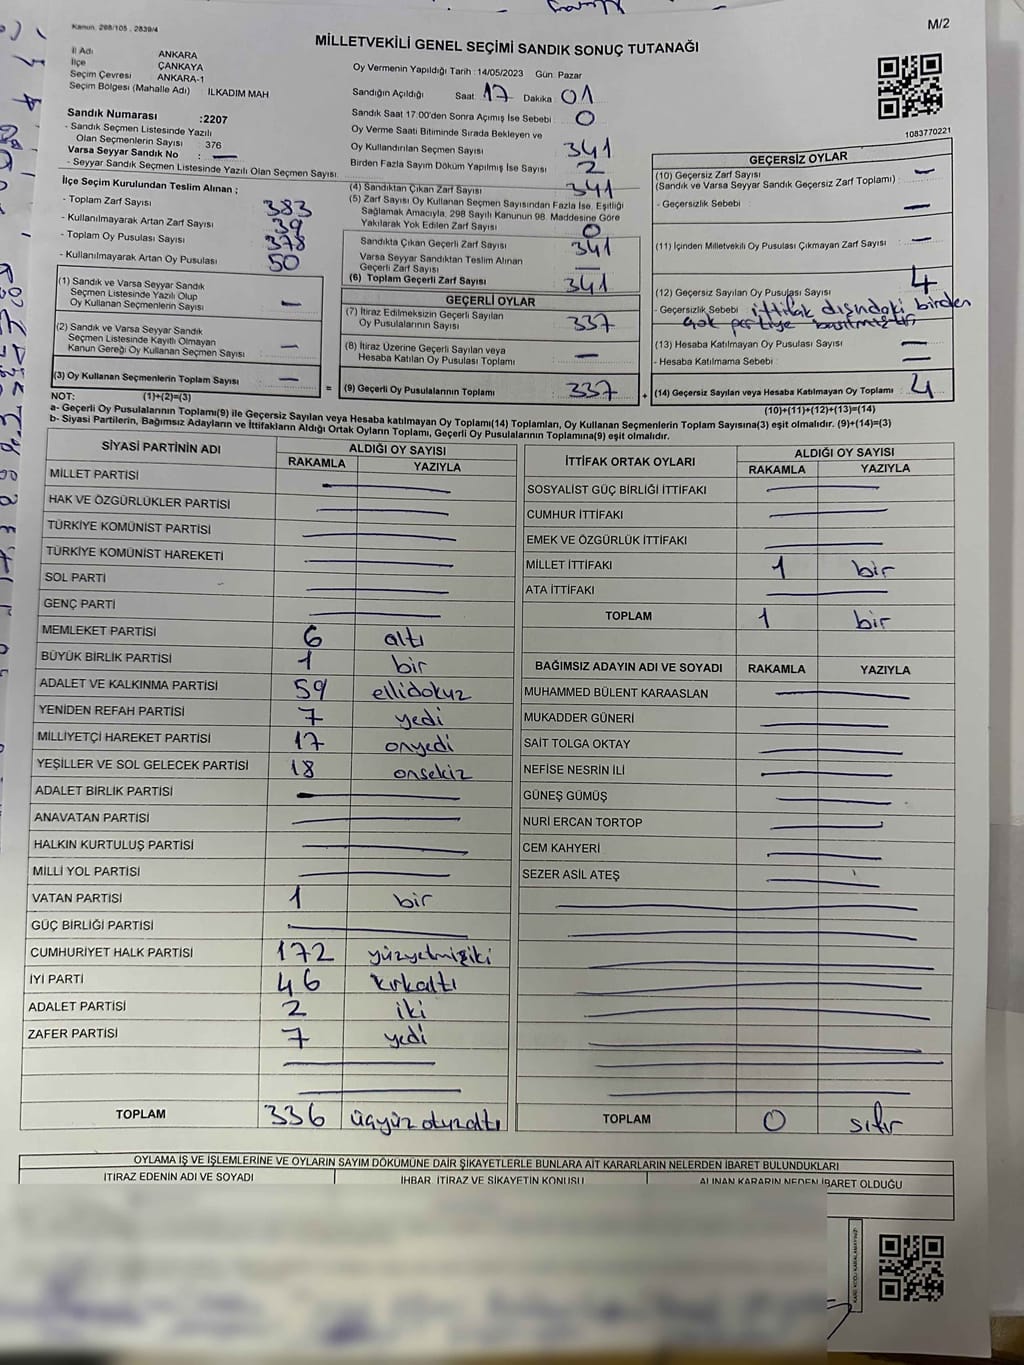 Kanun. 298/105 , 2839/4
M/2
MİLLETVEKİLİ GENEL SEÇİMİ SANDIK SONUÇ TUTANAĞI
İl Adı ANKARA
İlçe ÇANKAYA
Seçim Çevresi ANKARA-1
Seçim Bölgesi (Mahalle Adı) İLKADIM MAH
Sandık Numarası :2207
- Sandık Seçmen Listesinde Yazılı
Olan Seçmenlerin Sayısı : 376
Varsa Seyyar Sandık No : —
- Seyyar Sandık Seçmen Listesinde Yazılı Olan Seçmen Sayısı:
İlçe Seçim Kurulundan Teslim Alınan ;
- Toplam Zarf Sayısı 383
- Kullanılmayarak Artan Zarf Sayısı 39
- Toplam Oy Pusulası Sayısı 378
- Kullanılmayarak Artan Oy Pusulası 50
(1) Sandık ve Varsa Seyyar Sandık
Seçmen Listesinde Yazılı Olup
Oy Kullanan Seçmenlerin Sayısı : —
(2) Sandık ve Varsa Seyyar Sandık
Seçmen Listesinde Kayıtlı Olmayan
Kanun Gereği Oy Kullanan Seçmen Sayısı : —
(3) Oy Kullanan Seçmenlerin Toplam Sayısı —
Oy Vermenin Yapıldığı Tarih : 14/05/2023 Gün: Pazar
Sandığın Açıldığı Saat 17 Dakika 01
Sandık Saat 17:00'den Sonra Açımış İse Sebebi : 0
Oy Verme Saati Bitiminde Sırada Bekleyen ve
Oy Kullandırılan Seçmen Sayısı 341
Birden Fazla Sayım Döküm Yapılmış İse Sayısı 2
(4) Sandıktan Çıkan Zarf Sayısı 341
(5) Zarf Sayısı Oy Kullanan Seçmen Sayısından Fazla İse, Eşitliği
Sağlamak Amacıyla, 298 Sayılı Kanunun 98. Maddesine Göre
Yakılarak Yok Edilen Zarf Sayısı 0
Sandıkta Çıkan Geçerli Zarf Sayısı 341
Varsa Seyyar Sandıktan Teslim Alınan
Geçerli Zarf Sayısı —
(6) Toplam Geçerli Zarf Sayısı 341
GEÇERLİ OYLAR
(7) İtiraz Edilmeksizin Geçerli Sayılan
Oy Pusulalarının Sayısı 337
(8) İtiraz Üzerine Geçerli Sayılan veya
Hesaba Katılan Oy Pusulası Toplamı —
= (9) Geçerli Oy Pusulalarının Toplamı 337
1083770221
GEÇERSİZ OYLAR
(10) Geçersiz Zarf Sayısı —
(Sandık ve Varsa Seyyar Sandık Geçersiz Zarf Toplamı) :
- Geçersizlik Sebebi : —
(11) İçinden Milletvekili Oy Pusulası Çıkmayan Zarf Sayısı : —
(12) Geçersiz Sayılan Oy Pusulası Sayısı 4
- Geçersizlik Sebebi ittifak dışındaki birden
çok partiye basılmıştır
(13) Hesaba Katılmayan Oy Pusulası Sayısı —
- Hesaba Katılmama Sebebi : —
+ (14) Geçersiz Sayılan veya Hesaba Katılmayan Oy Toplamı 4
NOT: (1)+(2)=(3)
(10)+(11)+(12)+(13)=(14)
a- Geçerli Oy Pusulalarının Toplamı(9) ile Geçersiz Sayılan veya Hesaba katılmayan Oy Toplamı(14) Toplamları, Oy Kullanan Seçmenlerin Toplam Sayısına(3) eşit olmalıdır. (9)+(14)=(3)
b- Siyasi Partilerin, Bağımsız Adayların ve İttifakların Aldığı Ortak Oyların Toplamı, Geçerli Oy Pusulalarının Toplamına(9) eşit olmalıdır.
SİYASİ PARTİNİN ADI ALDIĞI OY SAYISI
RAKAMLA YAZIYLA
MİLLET PARTİSİ
HAK VE ÖZGÜRLÜKLER PARTİSİ
TÜRKİYE KOMÜNİST PARTİSİ
TÜRKİYE KOMÜNİST HAREKETİ
SOL PARTİ
GENÇ PARTİ
MEMLEKET PARTİSİ 6 altı
BÜYÜK BİRLİK PARTİSİ 1 bir
ADALET VE KALKINMA PARTİSİ 59 ellidokuz
YENİDEN REFAH PARTİSİ 7 yedi
MİLLİYETÇİ HAREKET PARTİSİ 17 onyedi
YEŞİLLER VE SOL GELECEK PARTİSİ 18 onsekiz
ADALET BİRLİK PARTİSİ
ANAVATAN PARTİSİ
HALKIN KURTULUŞ PARTİSİ
MİLLİ YOL PARTİSİ
VATAN PARTİSİ 1 bir
GÜÇ BİRLİĞİ PARTİSİ
CUMHURİYET HALK PARTİSİ 172 yüzyetmişiki
İYİ PARTİ 46 kırkaltı
ADALET PARTİSİ 2 iki
ZAFER PARTİSİ 7 yedi
TOPLAM 336 üçyüz otuzaltı
İTTİFAK ORTAK OYLARI ALDIĞI OY SAYISI
RAKAMLA YAZIYLA
SOSYALİST GÜÇ BİRLİĞİ İTTİFAKI
CUMHUR İTTİFAKI
EMEK VE ÖZGÜRLÜK İTTİFAKI
MİLLET İTTİFAKI 1 bir
ATA İTTİFAKI
TOPLAM 1 bir
BAĞIMSIZ ADAYIN ADI VE SOYADI RAKAMLA YAZIYLA
MUHAMMED BÜLENT KARAASLAN
MUKADDER GÜNERİ
SAİT TOLGA OKTAY
NEFİSE NESRİN İLİ
GÜNEŞ GÜMÜŞ
NURİ ERCAN TORTOP
CEM KAHYERİ
SEZER ASİL ATEŞ
TOPLAM 0 sıfır
OYLAMA İŞ VE İŞLEMLERİNE VE OYLARIN SAYIM DÖKÜMÜNE DAİR ŞİKAYETLERLE BUNLARA AİT KARARLARIN NELERDEN İBARET BULUNDUKLARI
İTİRAZ EDENİN ADI VE SOYADI İHBAR, İTİRAZ VE ŞİKAYETİN KONUSU ALINAN KARARIN NEDEN İBARET OLDUĞU